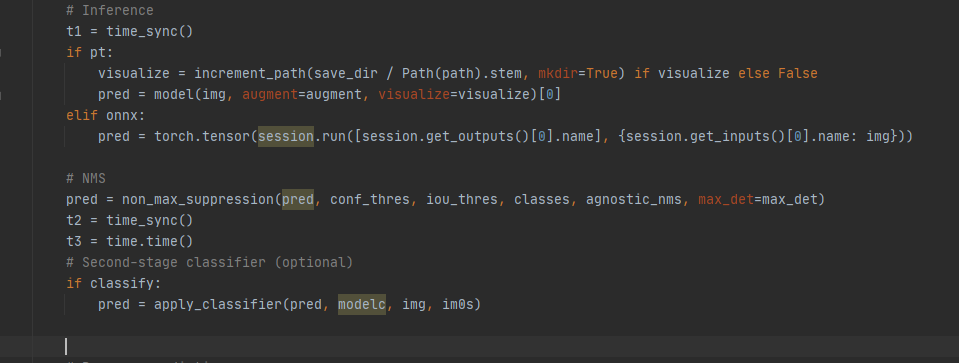 # Inference
t1 = time_sync()
if pt:
visualize = increment_path(save_dir / Path(path).stem, mkdir=True) if visualize else False
pred = model(img, augment=augment, visualize=visualize)[0]
elif onnx:
pred = torch.tensor(session.run([session.get_outputs()[0].name], {session.get_inputs()[0].name: img}))
# NMS
pred = non_max_suppression(pred, conf_thres, iou_thres, classes, agnostic_nms, max_det=max_det)
t2 = time_sync()
t3 = time.time()
# Second-stage classifier (optional)
if classify:
pred = apply_classifier(pred, modelc, img, im0s)